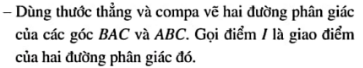 – Dùng thước thẳng và compa vẽ hai đường phân giác
của các góc BAC và ABC. Gọi điểm I là giao điểm
của hai đường phân giác đó.